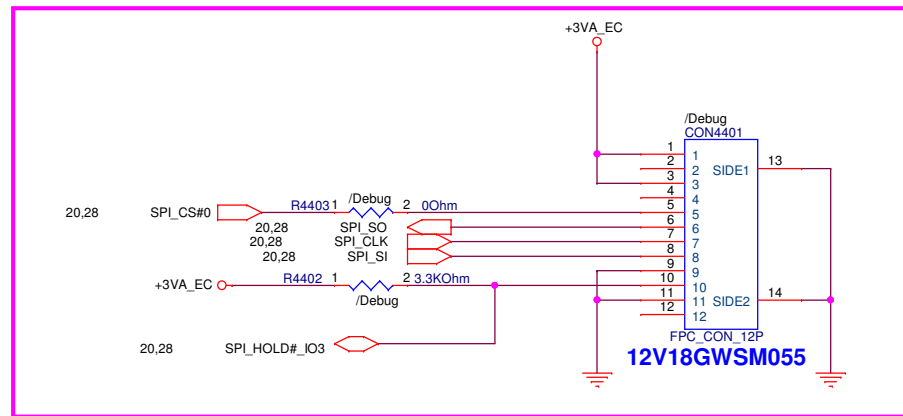 +3VA_EC
/Debug
CON4401
1 1
2 2 SIDE1 13
3 3
4 4
20,28 SPI_CS#0 R4403 1 /Debug 2 0Ohm 5 5
20,28 SPI_SO 6 6
20,28 SPI_CLK 7 7
20,28 SPI_SI 8 8
9 9
+3VA_EC R4402 1 2 3.3KOhm 10 10
/Debug 11 11 SIDE2 14
12 12
FPC_CON_12P
20,28 SPI_HOLD#_IO3
12V18GWSM055